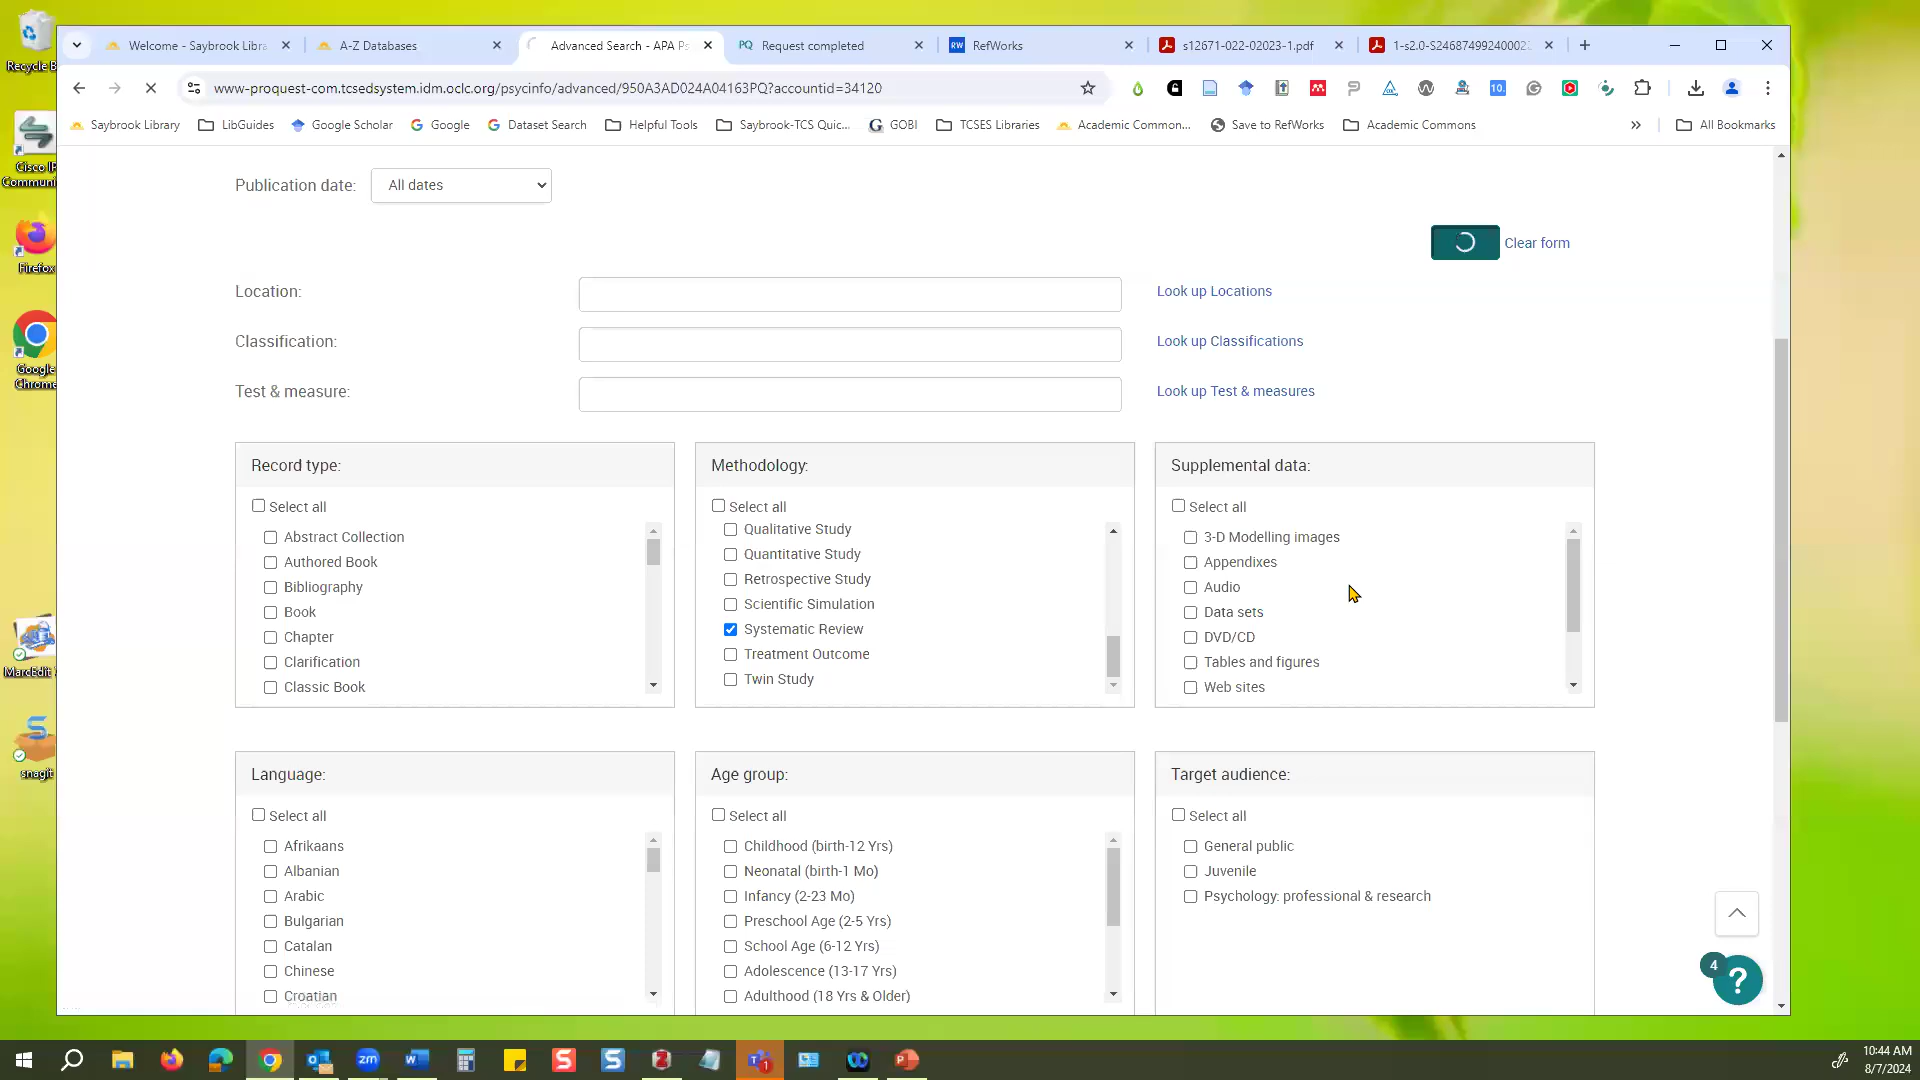 Recycle B
Cisco IP
Communi
Firefox
Google
Chrome
MarcEdit
snagit
Welcome - Saybrook Libra
A-Z Databases
Advanced Search - APA Ps
PQ
Request completed
RW
RefWorks
s12671-022-02023-1.pdf
www-proquest-com.tcsedsystem.idm.oclc.org/psycinfo/advanced/950A3AD024A04163PQ?accountid=34120
Saybrook Library
LibGuides
Google Scholar
Google
Dataset Search
Helpful Tools
Saybrook-TCS Quic...
GOBI
TCSES Libraries
Academic Common...
Save to RefWorks
Academic Commons
»
All Bookmarks
Publication date:
All dates
Clear form
Location:
Look up Locations
Classification:
Look up Classifications
Test & measure:
Look up Test & measures
Record type:
Select all
Abstract Collection
Authored Book
Bibliography
Book
Chapter
Clarification
Classic Book
Methodology:
Select all
Qualitative Study
Quantitative Study
Retrospective Study
Scientific Simulation
Systematic Review
Treatment Outcome
Twin Study
Supplemental data:
Select all
3-D Modelling images
Appendixes
Audio
Data sets
DVD/CD
Tables and figures
Web sites
Language:
Select all
Afrikaans
Albanian
Arabic
Bulgarian
Catalan
Chinese
Croatian
Age group:
Select all
Childhood (birth-12 Yrs)
Neonatal (birth-1 Mo)
Infancy (2-23 Mo)
Preschool Age (2-5 Yrs)
School Age (6-12 Yrs)
Adolescence (13-17 Yrs)
Adulthood (18 Yrs & Older)
Target audience:
Select all
General public
Juvenile
Psychology: professional & research
4
?
zm
10:44 AM
8/7/2024